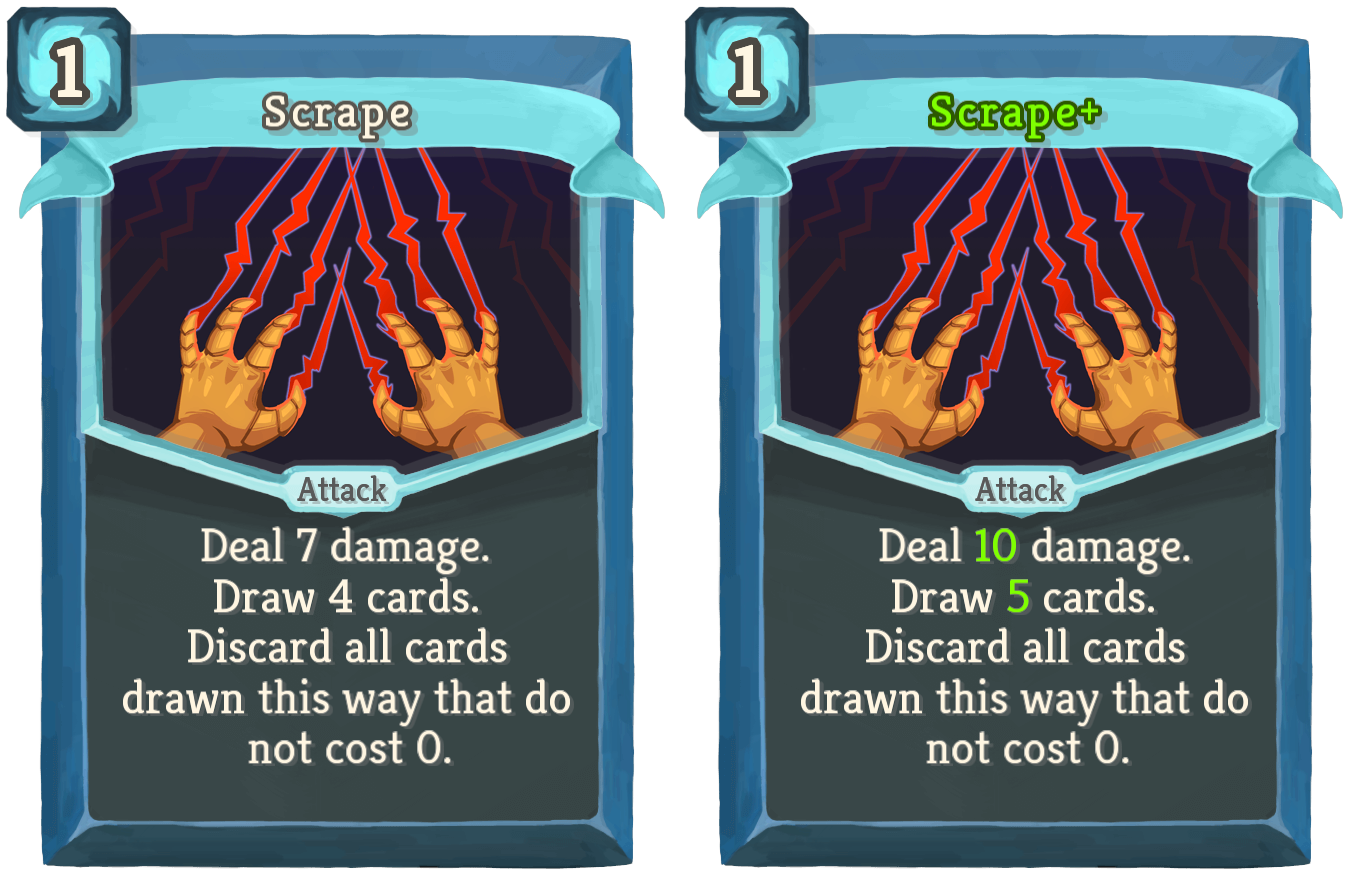 1
Scrape
Attack
Deal 7 damage.
Draw 4 cards.
Discard all cards
drawn this way that do
not cost 0.
1
Scrape+
Attack
Deal 10 damage.
Draw 5 cards.
Discard all cards
drawn this way that do
not cost 0.